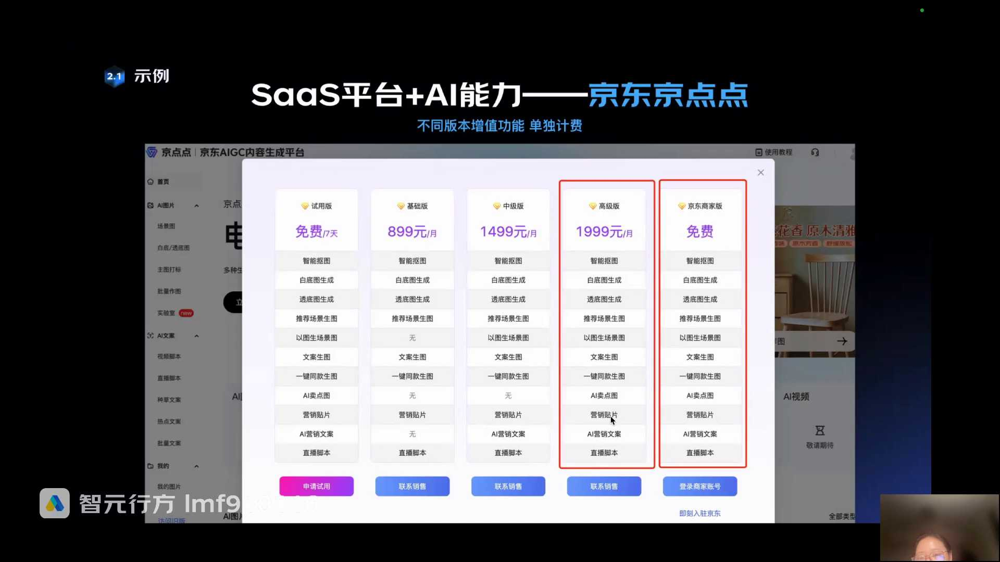 2.1 示例
SaaS平台+AI能力——京东京点点
不同版本增值功能 单独计费
京点点 | 京东AIGC内容生成平台
使用教程
首页
AI图片
场景图
白底/透底图
主图打标
批量作图
实验室 new
AI文案
视频脚本
直播脚本
种草文案
热点文案
批量文案
我的
我的图片
访问旧版
京点
电
多种生
立
AI图片
试用版
免费/7天
智能抠图
白底图生成
透底图生成
推荐场景生图
以图生场景图
文案生图
一键同款生图
AI卖点图
营销贴片
AI营销文案
直播脚本
申请试用
基础版
899元/月
智能抠图
白底图生成
透底图生成
推荐场景生图
无
文案生图
一键同款生图
无
营销贴片
无
直播脚本
联系销售
中级版
1499元/月
智能抠图
白底图生成
透底图生成
推荐场景生图
以图生场景图
文案生图
一键同款生图
无
营销贴片
AI营销文案
直播脚本
联系销售
高级版
1999元/月
智能抠图
白底图生成
透底图生成
推荐场景生图
以图生场景图
文案生图
一键同款生图
AI卖点图
营销贴片
AI营销文案
直播脚本
联系销售
京东商家版
免费
智能抠图
白底图生成
透底图生成
推荐场景生图
以图生场景图
文案生图
一键同款生图
AI卖点图
营销贴片
AI营销文案
直播脚本
登录商家账号
即刻入驻京东
花香 原木清雅
原木芳香 舒缓放松
作图
AI视频
敬请期待
全部类型
智元行方 lmf9